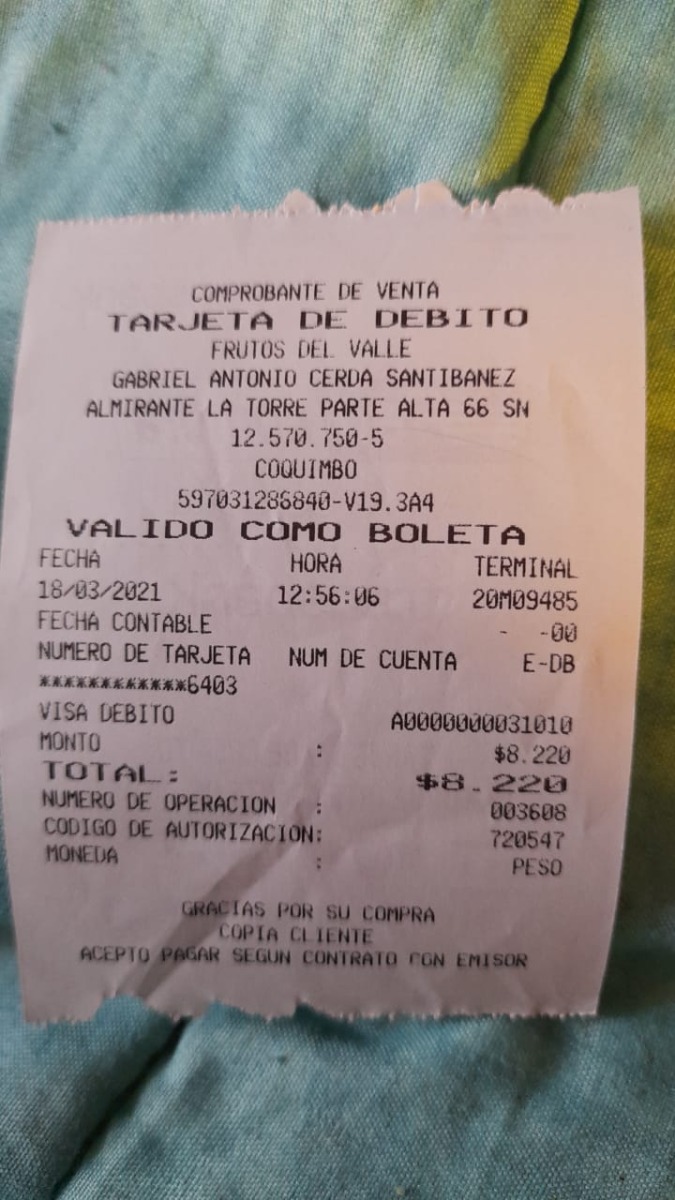 COMPROBANTE DE VENTA
TARJETA DE DEBITO
FRUTOS DEL VALLE
GABRIEL ANTONIO CERDA SANTIBANEZ
ALMIRANTE LA TORRE PARTE ALTA 66 SN
12.570.750-5
COQUIMBO
597031286840-V19.3A4
VALIDO COMO BOLETA
FECHA HORA TERMINAL
18/03/2021 12:56:06 20M09485
FECHA CONTABLE - -00
NUMERO DE TARJETA NUM DE CUENTA E-DB
************6403
VISA DEBITO A0000000031010
MONTO : $8.220
TOTAL: $8.220
NUMERO DE OPERACION : 003608
CODIGO DE AUTORIZACION: 720547
MONEDA : PESO
GRACIAS POR SU COMPRA
COPIA CLIENTE
ACEPTO PAGAR SEGUN CONTRATO CON EMISOR